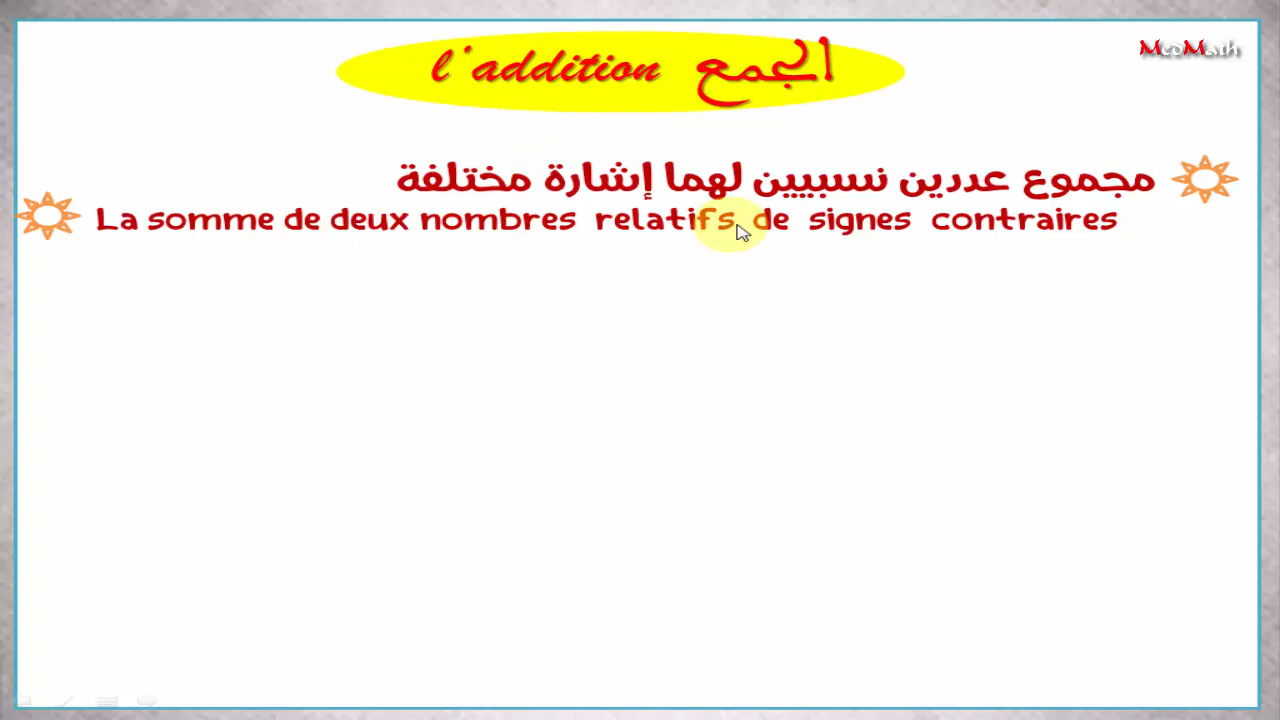 l'addition الجمع
MedMath
مجموع عددين نسبيين لهما إشارة مختلفة
La somme de deux nombres relatifs de signes contraires